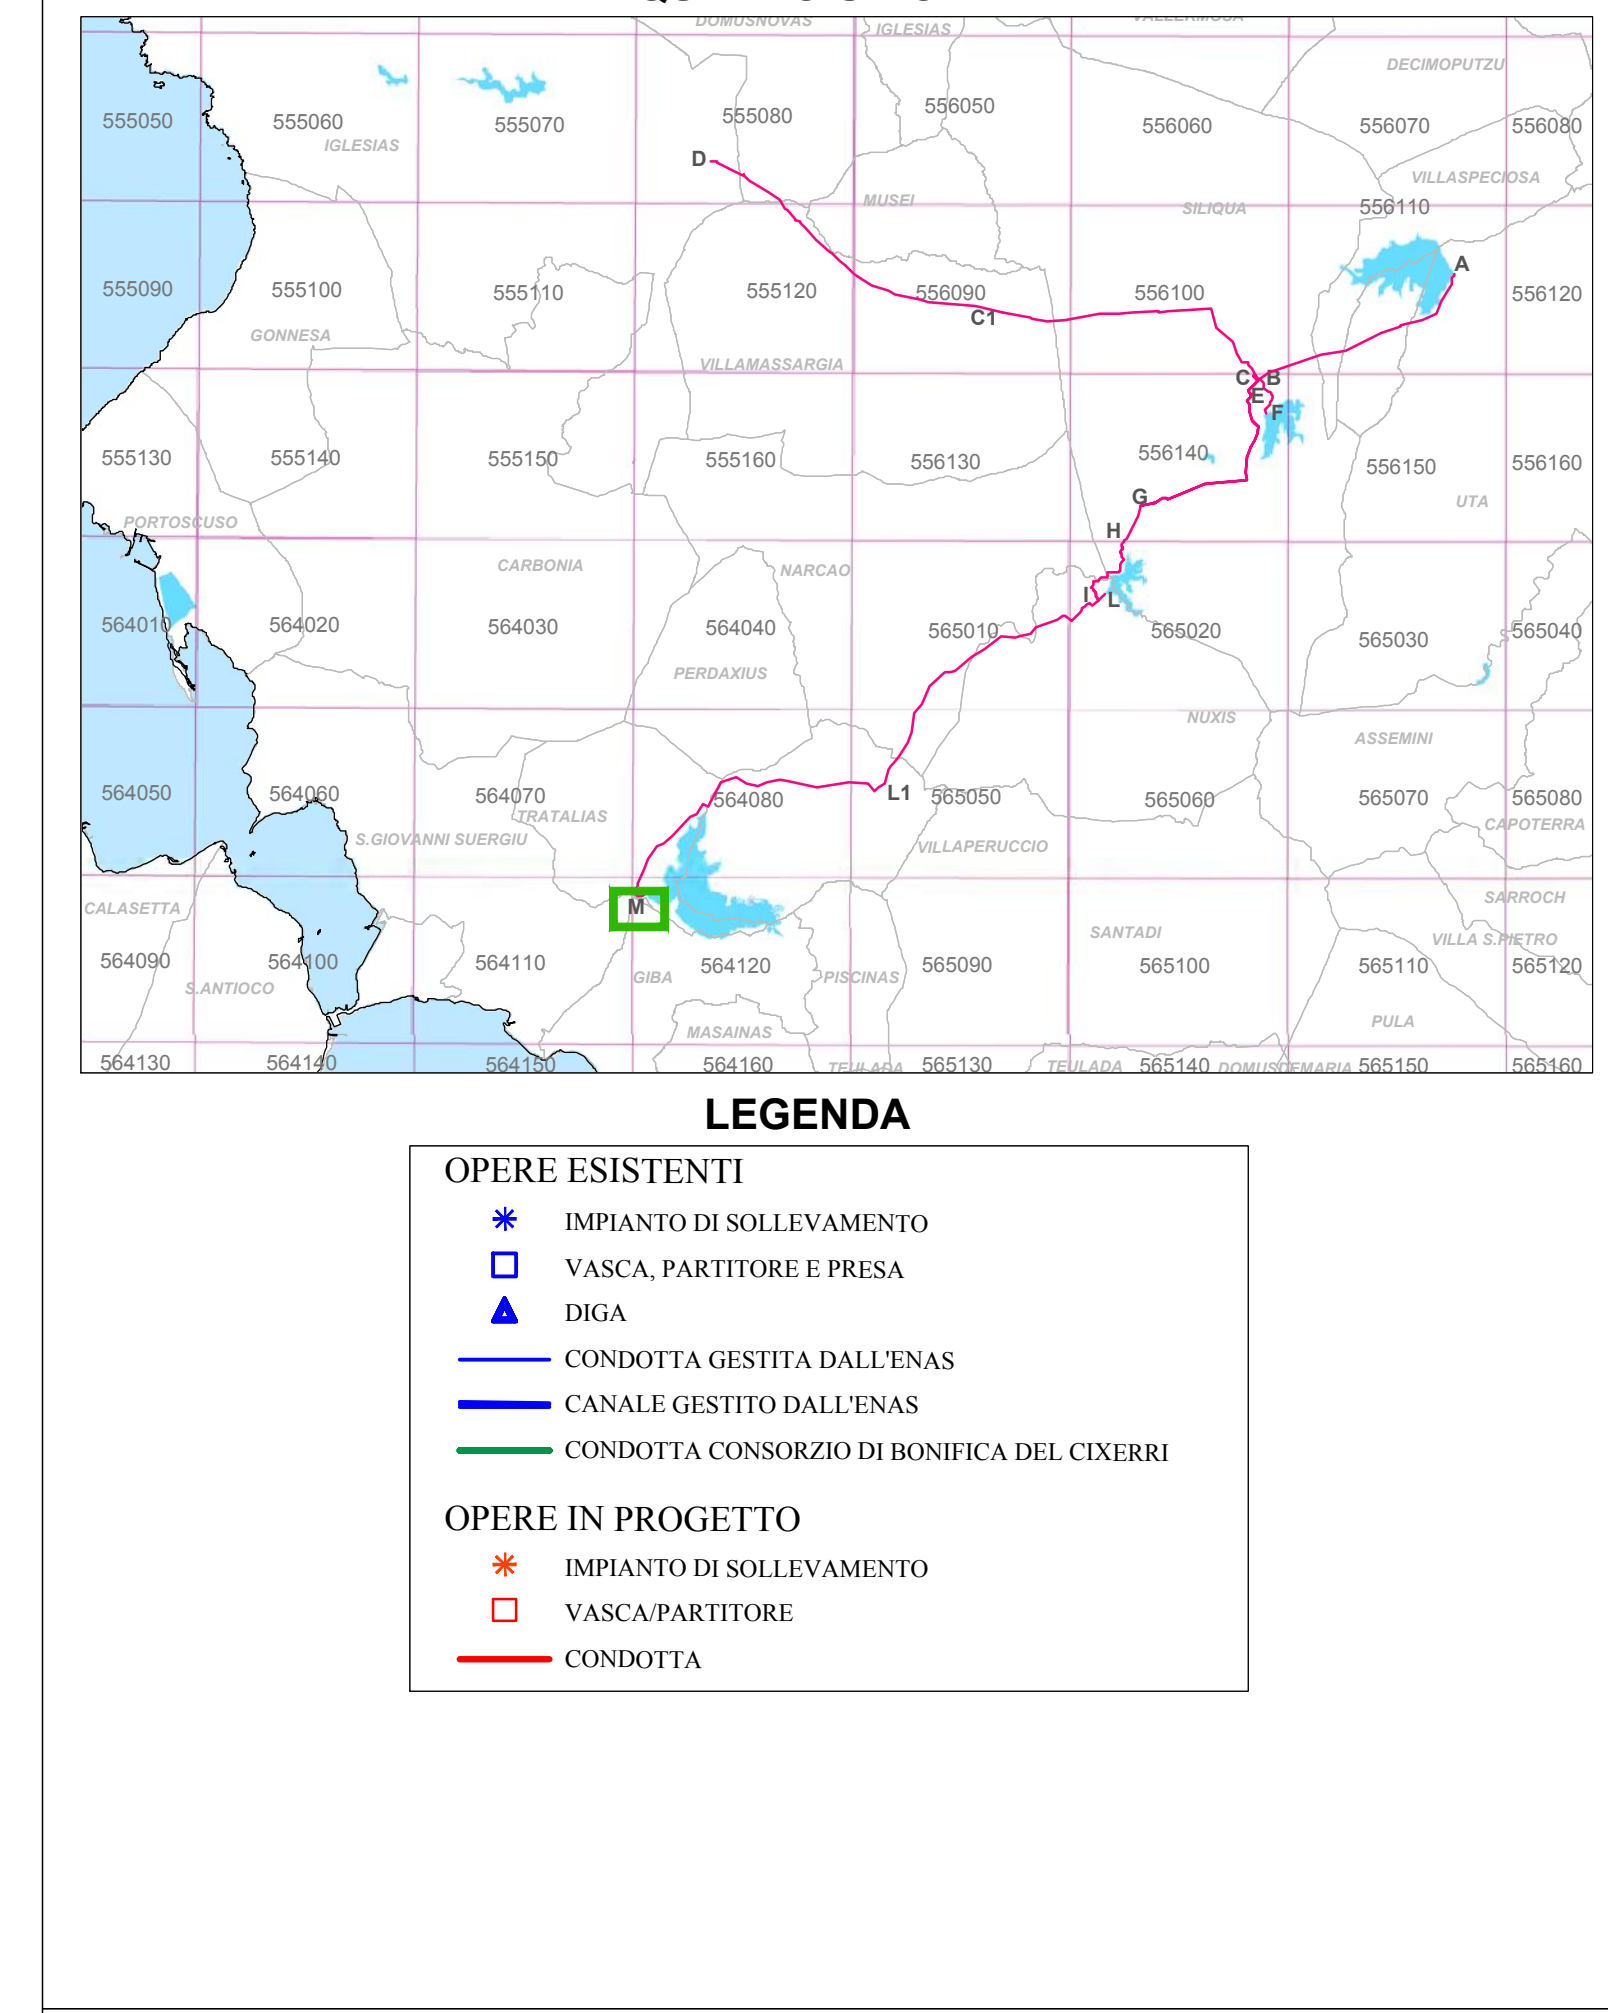 DOMUSNOVAS
IGLESIAS
VALLERMOSA
DECIMOPUTZU
555050
555060
555070
555080
556050
556060
556070
556080
IGLESIAS
D
MUSEI
SILIQUA
VILLASPECIOSA
556110
A
555090
555100
555110
555120
556090
556100
556120
C1
GONNESA
VILLAMASSARGIA
C
B
E
F
555130
555140
555150
555160
556130
556140
556150
556160
G
UTA
PORTOSCUSO
H
CARBONIA
NARCAO
I
L
564010
564020
564030
564040
565010
565020
565030
565040
PERDAXIUS
NUXIS
ASSEMINI
564050
564060
564070
564080
L1
565050
565060
565070
565080
TRATALIAS
CAPOTERRA
S.GIOVANNI SUERGIU
VILLAPERUCCIO
CALASETTA
M
SARROCH
SANTADI
VILLA S.PIETRO
564090
564100
564110
564120
565090
565100
565110
565120
GIBA
PISCINAS
S.ANTIOCO
MASAINAS
PULA
564130
564140
564150
564160
TEULADA
565130
TEULADA
565140
DOMUSDEMARIA
565150
565160
LEGENDA
OPERE ESISTENTI
IMPIANTO DI SOLLEVAMENTO
VASCA, PARTITORE E PRESA
DIGA
CONDOTTA GESTITA DALL'ENAS
CANALE GESTITO DALL'ENAS
CONDOTTA CONSORZIO DI BONIFICA DEL CIXERRI
OPERE IN PROGETTO
IMPIANTO DI SOLLEVAMENTO
VASCA/PARTITORE
CONDOTTA